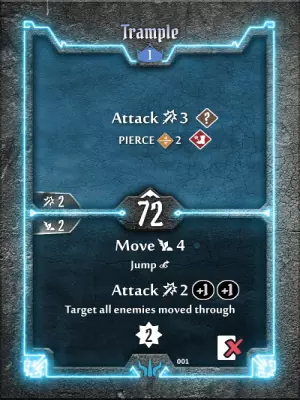 Trample
1
Attack 3 ?
PIERCE 2
2
72
2
Move 4
Jump
Attack 2 +1 +1
Target all enemies moved through
2
001